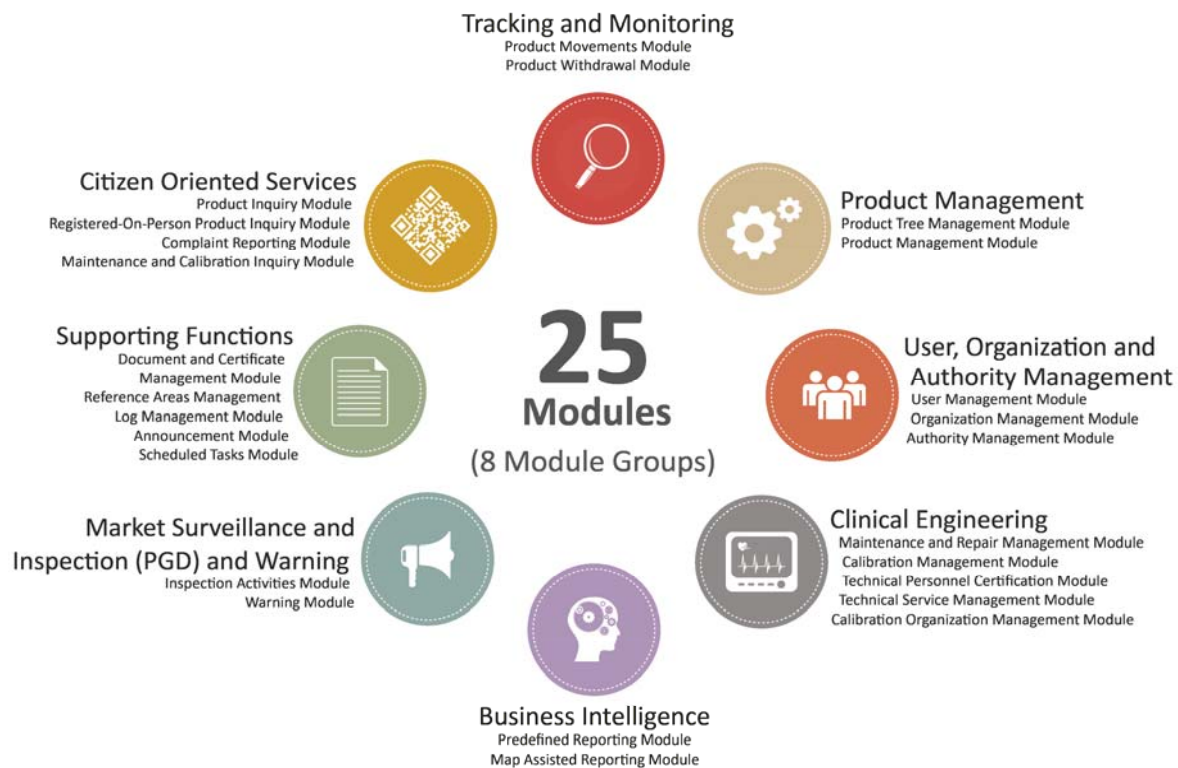 Tracking and Monitoring
Product Movements Module
Product Withdrawal Module
Citizen Oriented Services
Product Inquiry Module
Registered-On-Person Product Inquiry Module
Complaint Reporting Module
Maintenance and Calibration Inquiry Module
Product Management
Product Tree Management Module
Product Management Module
Supporting Functions
Document and Certificate
Management Module
Reference Areas Management
Log Management Module
Announcement Module
Scheduled Tasks Module
25
Modules
(8 Module Groups)
User, Organization and
Authority Management
User Management Module
Organization Management Module
Authority Management Module
Market Surveillance and
Inspection (PGD) and Warning
Inspection Activities Module
Warning Module
Clinical Engineering
Maintenance and Repair Management Module
Calibration Management Module
Technical Personnel Certification Module
Technical Service Management Module
Calibration Organization Management Module
Business Intelligence
Predefined Reporting Module
Map Assisted Reporting Module